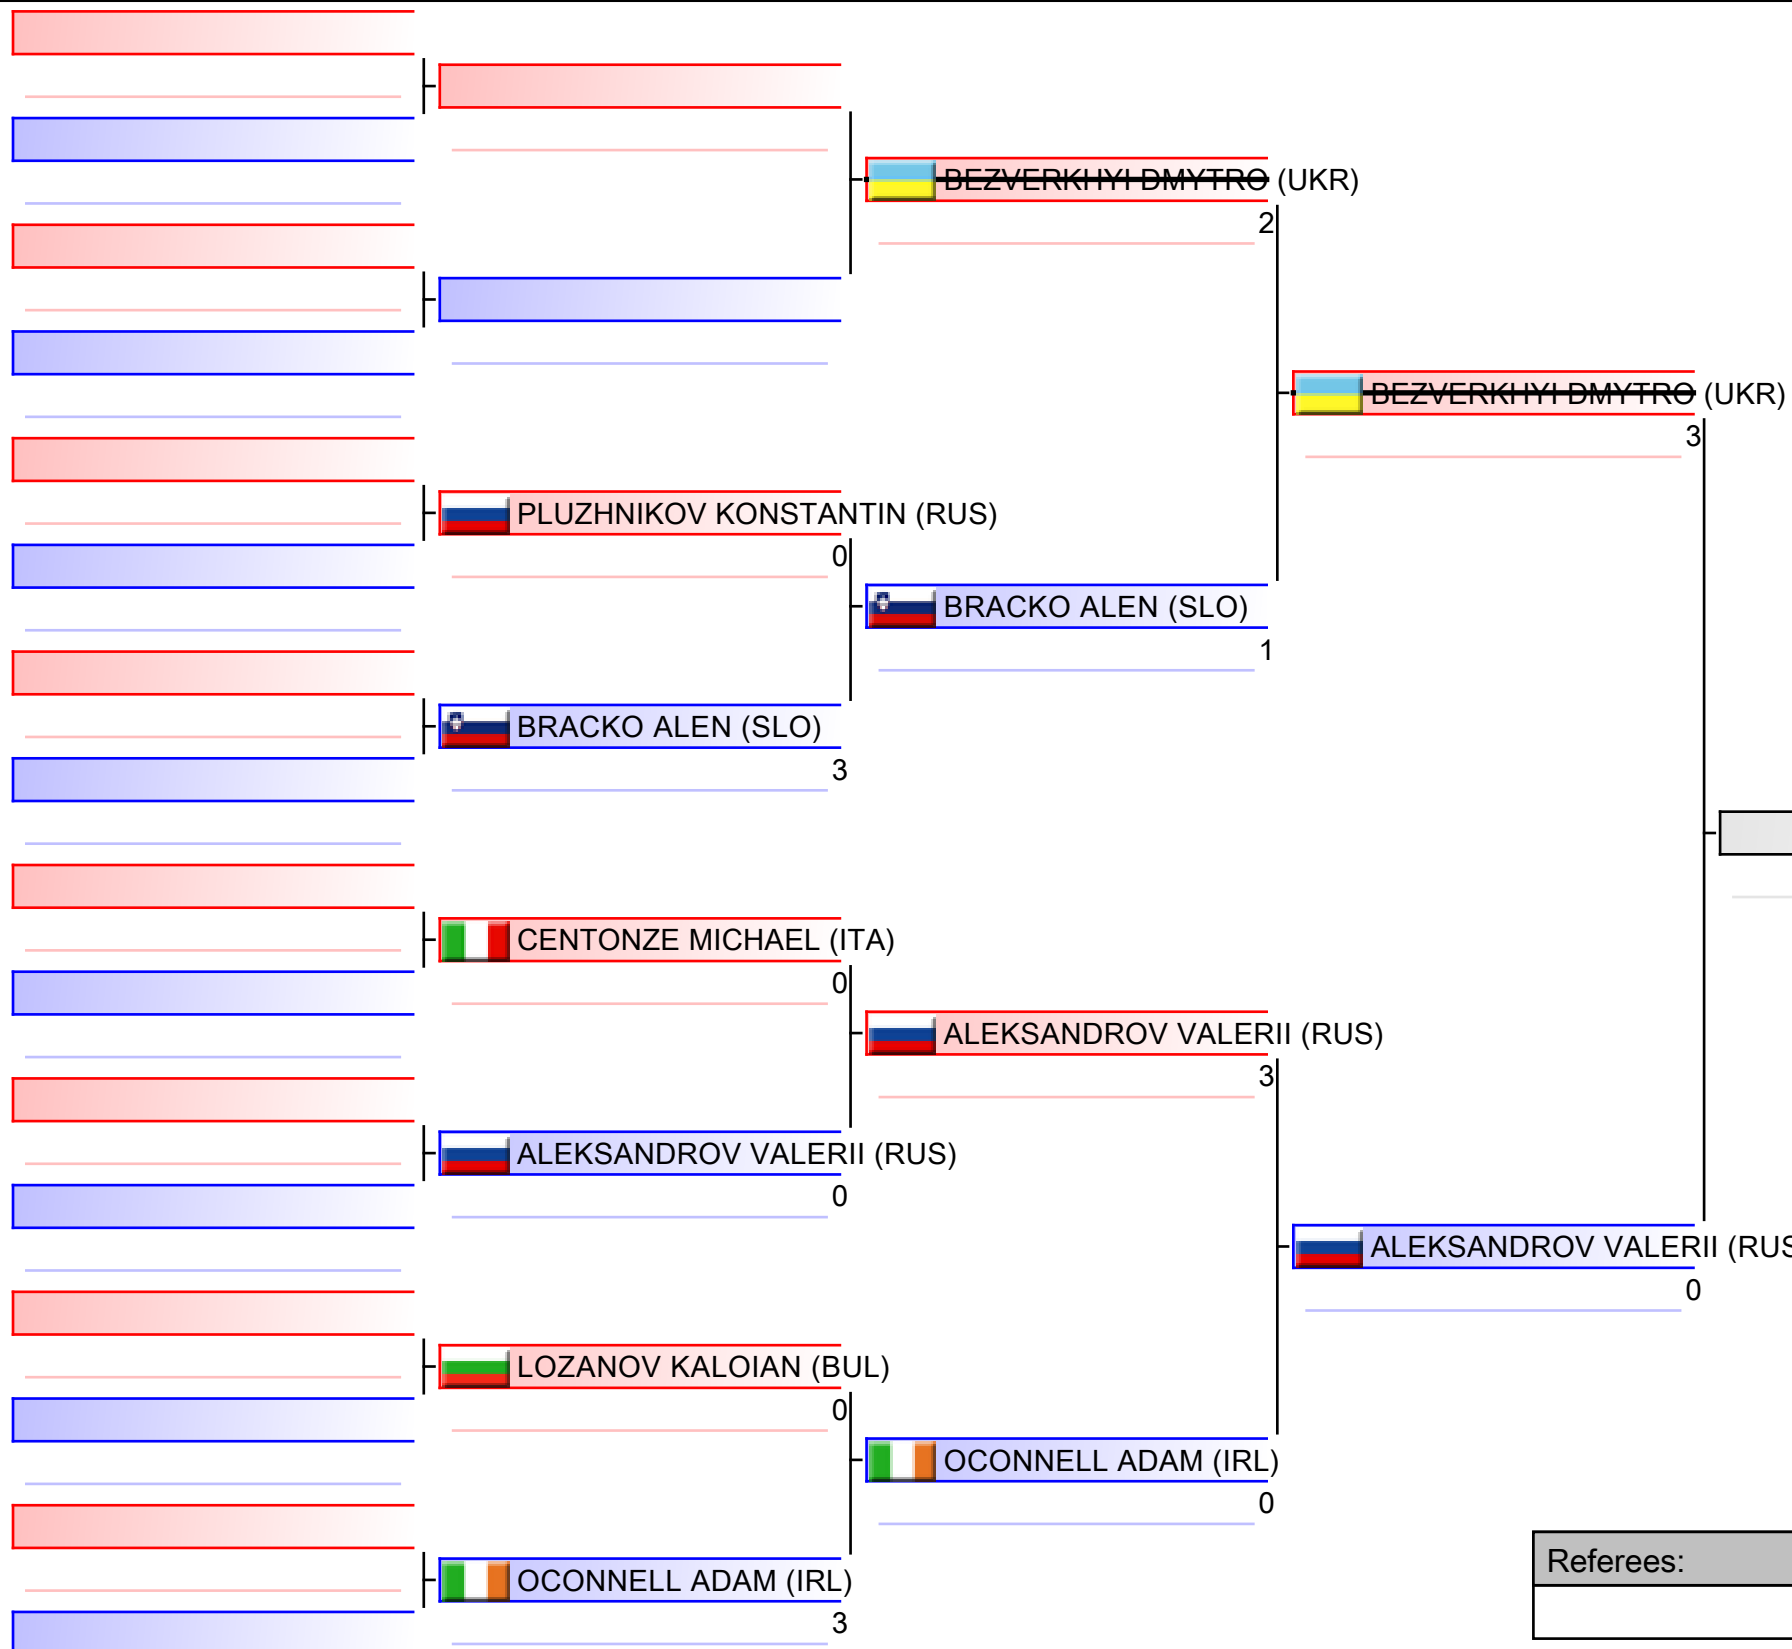 BEZVERKHYI DMYTRO (UKR)
2
BEZVERKHYI DMYTRO (UKR)
3
PLUZHNIKOV KONSTANTIN (RUS)
0
BRACKO ALEN (SLO)
1
BRACKO ALEN (SLO)
3
CENTONZE MICHAEL (ITA)
0
ALEKSANDROV VALERII (RUS)
3
ALEKSANDROV VALERII (RUS)
0
ALEKSANDROV VALERII (RUS
0
LOZANOV KALOIAN (BUL)
0
OCONNELL ADAM (IRL)
0
OCONNELL ADAM (IRL)
3
Referees: